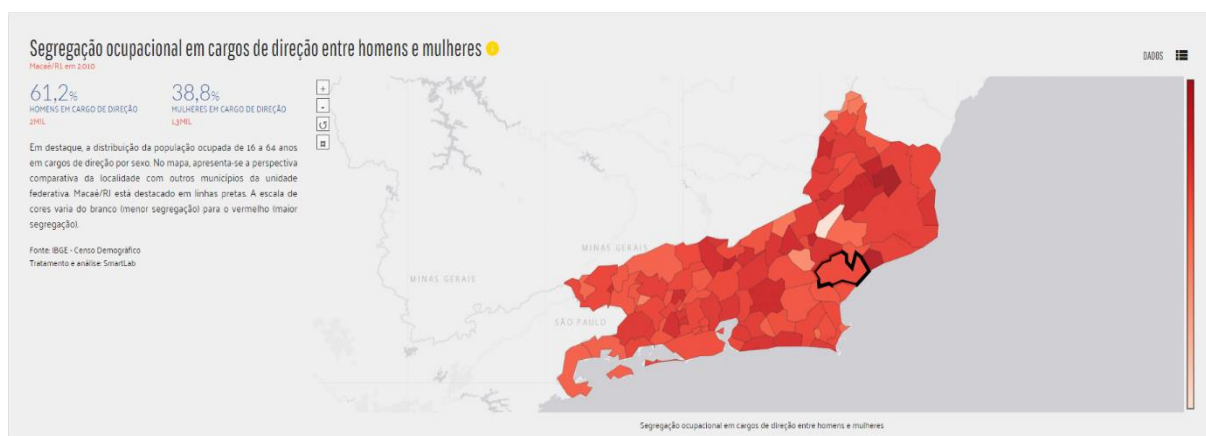 Segregação ocupacional em cargos de direção entre homens e mulheres
Macaé/RJ em 2010
DADOS
61,2%
HOMENS EM CARGO DE DIREÇÃO
2MIL
38,8%
MULHERES EM CARGO DE DIREÇÃO
1,3MIL
Em destaque, a distribuição da população ocupada de 16 a 64 anos
em cargos de direção por sexo. No mapa, apresenta-se a perspectiva
comparativa da localidade com outros municípios da unidade
federativa. Macaé/RJ está destacado em linhas pretas. A escala de
cores varia do branco (menor segregação) para o vermelho (maior
segregação).
Fonte: IBGE - Censo Demográfico
Tratamento e análise: SmartLab
+
-
MINAS GERAIS
MINAS GERAIS
SÃO PAULO
Segregação ocupacional em cargos de direção entre homens e mulheres